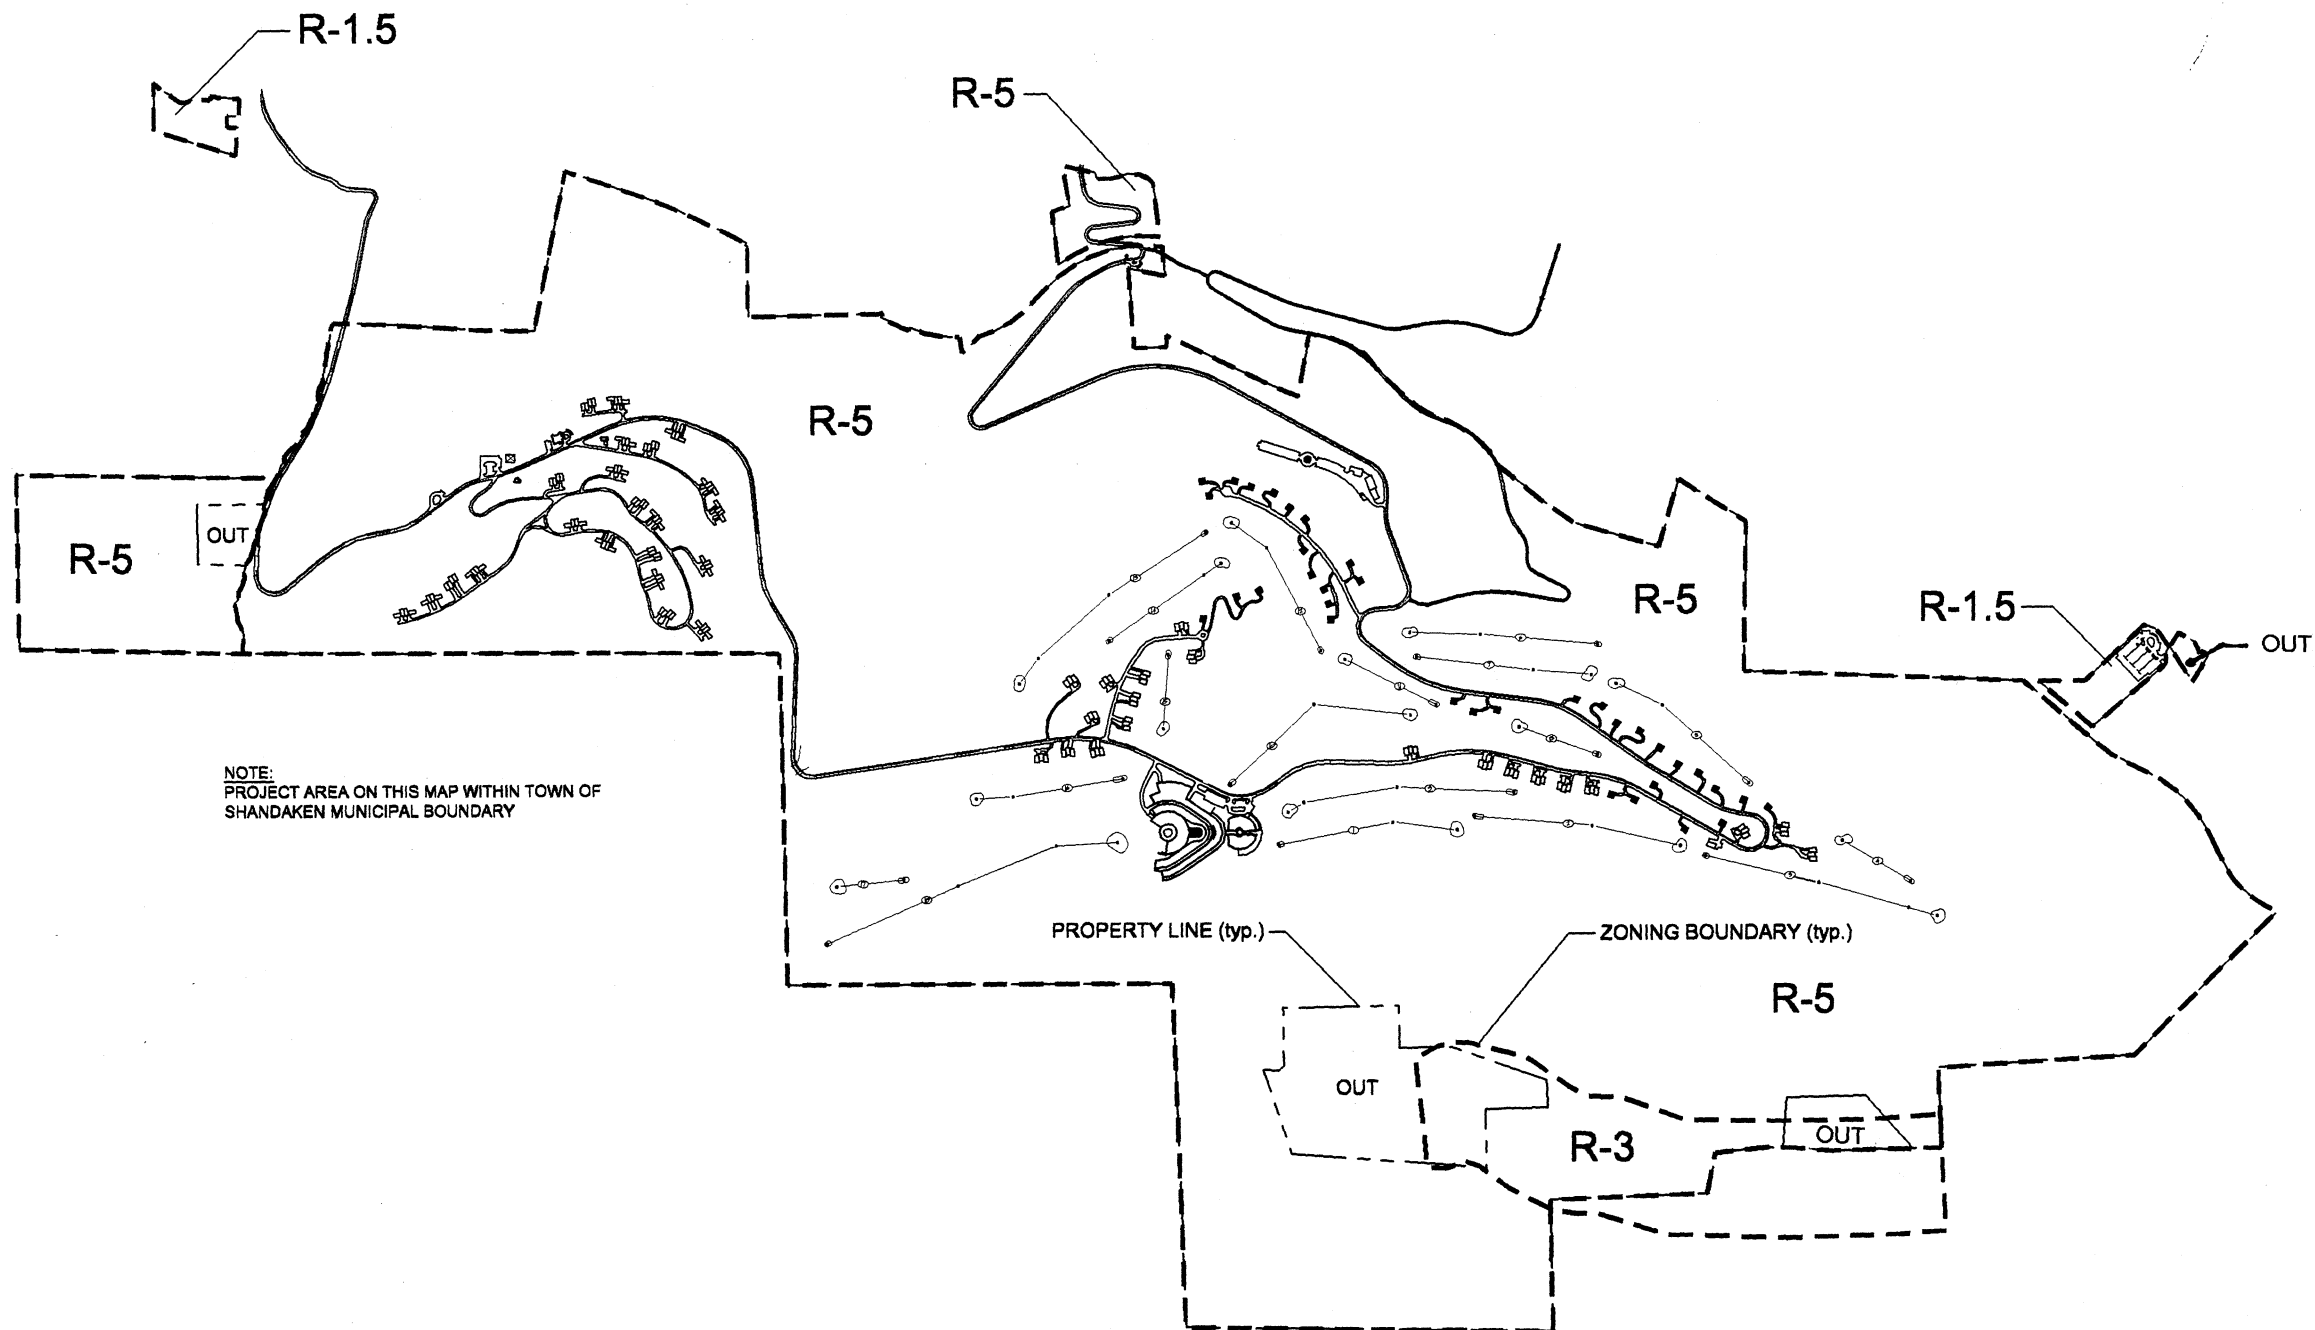 R-1.5
R-5
R-5
OUT
R-5
R-5
R-1.5
OUT
NOTE:
PROJECT AREA ON THIS MAP WITHIN TOWN OF
SHANDAKEN MUNICIPAL BOUNDARY
PROPERTY LINE (typ.)
ZONING BOUNDARY (typ.)
R-5
OUT
OUT
R-3